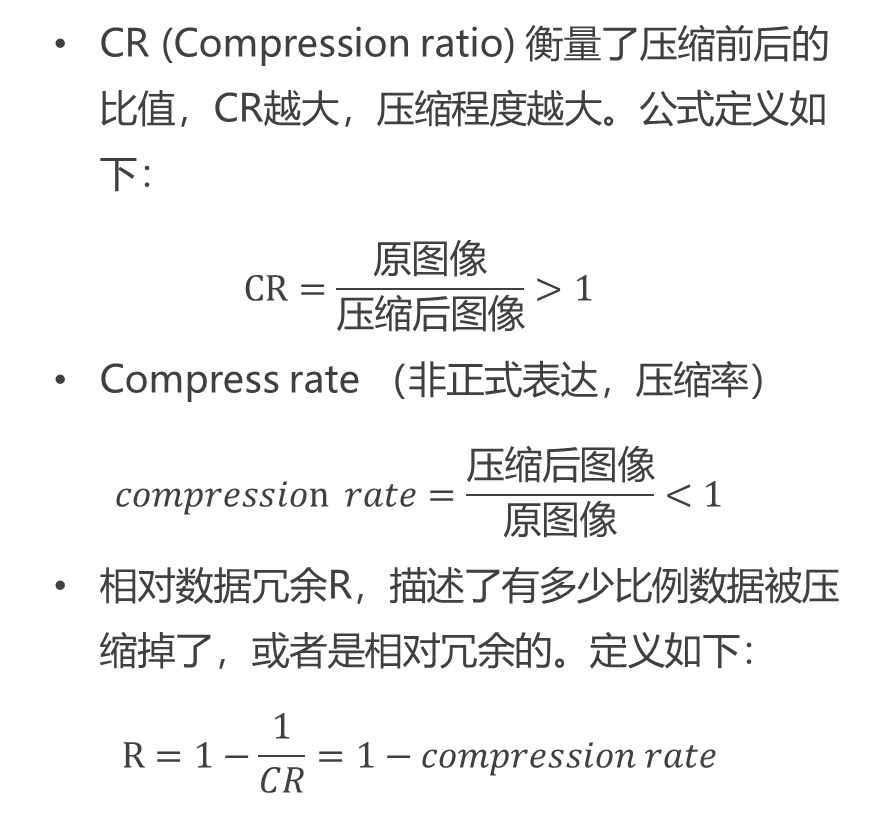 • CR (Compression ratio) 衡量了压缩前后的
比值，CR越大，压缩程度越大。公式定义如
下：
CR = 原图像 / 压缩后图像 > 1
• Compress rate （非正式表达，压缩率）
compression rate = 压缩后图像 / 原图像 < 1
• 相对数据冗余R，描述了有多少比例数据被压
缩掉了，或者是相对冗余的。定义如下：
R = 1 − 1 / CR = 1 − compression rate